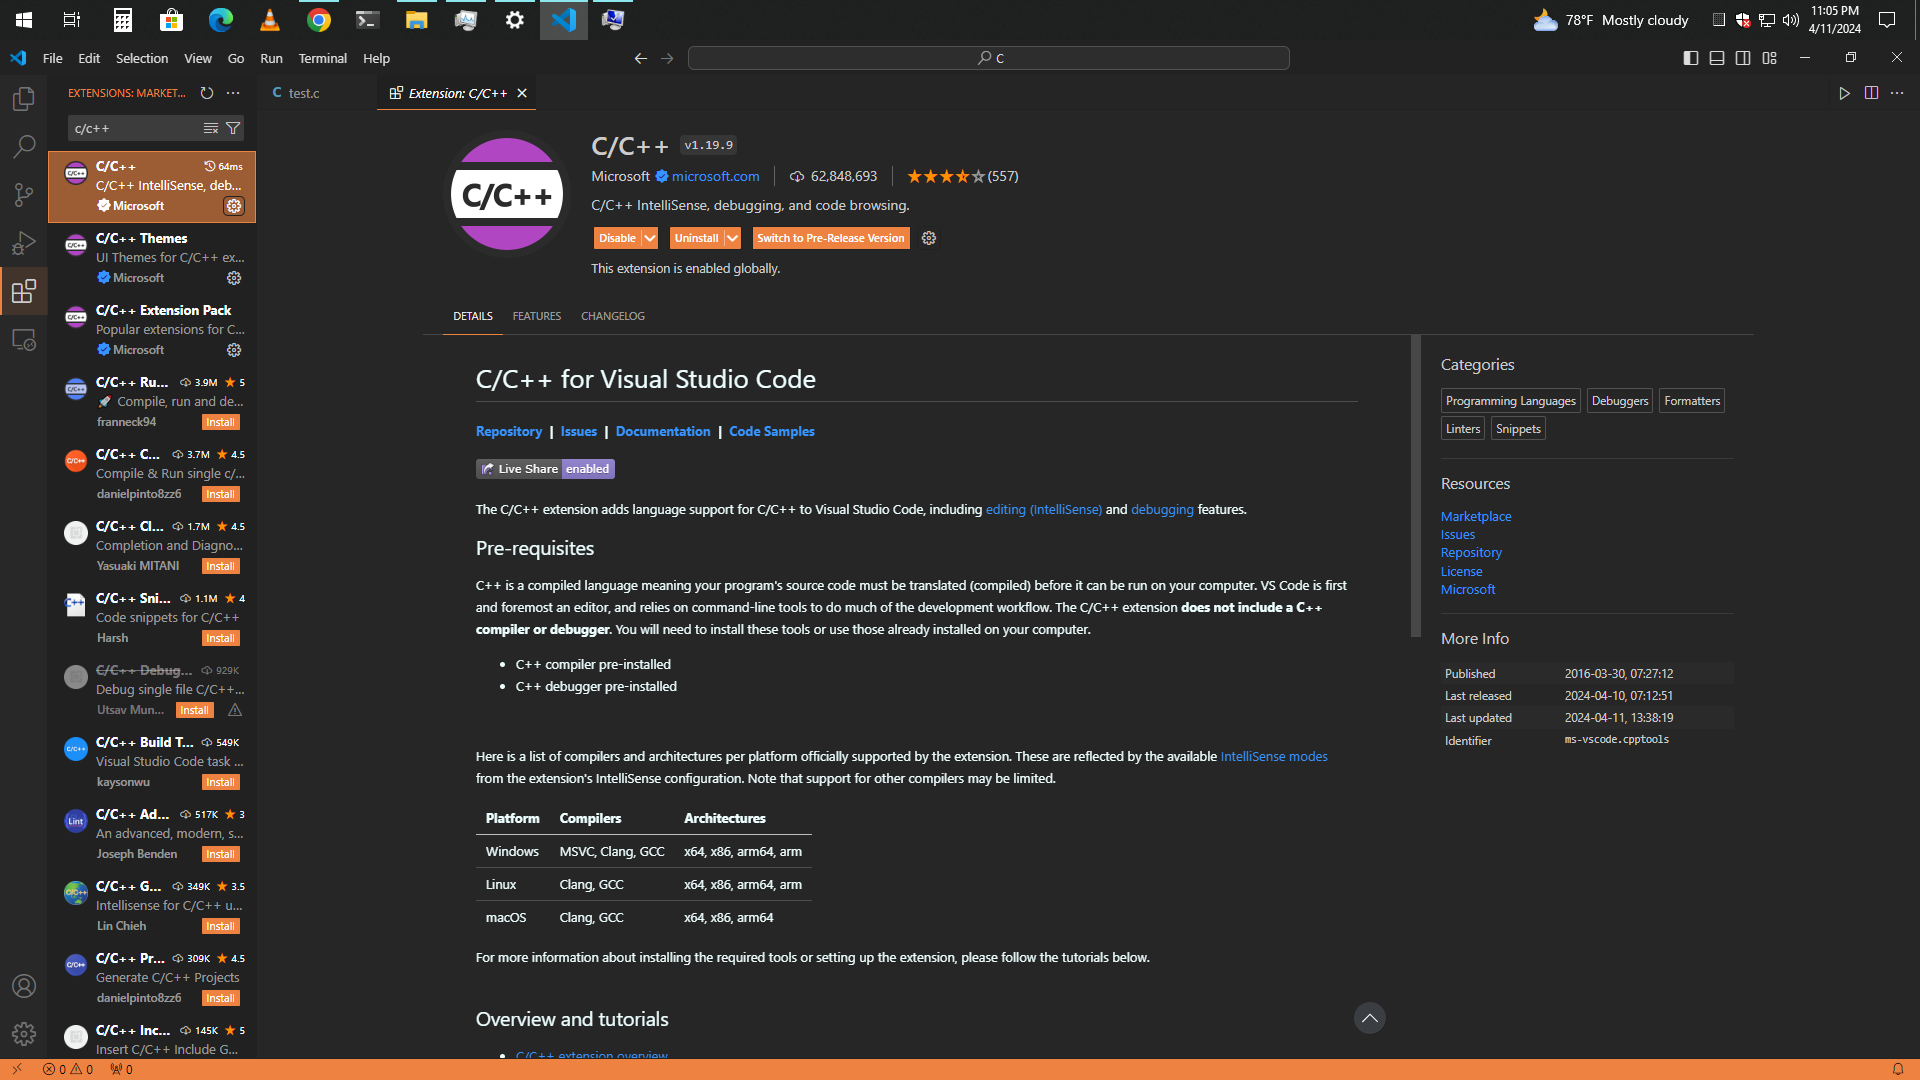 78°F Mostly cloudy
11:05 PM
4/11/2024
File Edit Selection View Go Run Terminal Help
C
EXTENSIONS: MARKET...
C test.c
Extension: C/C++
c/c++
C/C++ 64ms
C/C++ IntelliSense, deb...
Microsoft
C/C++ Themes
UI Themes for C/C++ ex...
Microsoft
C/C++ Extension Pack
Popular extensions for C...
Microsoft
C/C++ Ru... 3.9M 5
Compile, run and de...
franneck94 Install
C/C++ C... 3.7M 4.5
Compile & Run single c/...
danielpinto8zz6 Install
C/C++ Cl... 1.7M 4.5
Completion and Diagno...
Yasuaki MITANI Install
C/C++ Sni... 1.1M 4
Code snippets for C/C++
Harsh Install
C/C++ Debug... 929K
Debug single file C/C++...
Utsav Mun... Install
C/C++ Build T... 549K
Visual Studio Code task ...
kaysonwu Install
C/C++ Ad... 517K 3
An advanced, modern, s...
Joseph Benden Install
C/C++ G... 349K 3.5
Intellisense for C/C++ u...
Lin Chieh Install
C/C++ Pr... 309K 4.5
Generate C/C++ Projects
danielpinto8zz6 Install
C/C++ Inc... 145K 5
Insert C/C++ Include G...
C/C++
C/C++ v1.19.9
Microsoft microsoft.com 62,848,693 (557)
C/C++ IntelliSense, debugging, and code browsing.
Disable Uninstall Switch to Pre-Release Version
This extension is enabled globally.
DETAILS FEATURES CHANGELOG
C/C++ for Visual Studio Code
Repository | Issues | Documentation | Code Samples
Live Share enabled
The C/C++ extension adds language support for C/C++ to Visual Studio Code, including editing (IntelliSense) and debugging features.
Pre-requisites
C++ is a compiled language meaning your program's source code must be translated (compiled) before it can be run on your computer. VS Code is first
and foremost an editor, and relies on command-line tools to do much of the development workflow. The C/C++ extension does not include a C++
compiler or debugger. You will need to install these tools or use those already installed on your computer.
• C++ compiler pre-installed
• C++ debugger pre-installed
Here is a list of compilers and architectures per platform officially supported by the extension. These are reflected by the available IntelliSense modes
from the extension's IntelliSense configuration. Note that support for other compilers may be limited.
Platform Compilers Architectures
Windows MSVC, Clang, GCC x64, x86, arm64, arm
Linux Clang, GCC x64, x86, arm64, arm
macOS Clang, GCC x64, x86, arm64
For more information about installing the required tools or setting up the extension, please follow the tutorials below.
Overview and tutorials
• C/C++ extension overview
Categories
Programming Languages Debuggers Formatters
Linters Snippets
Resources
Marketplace
Issues
Repository
License
Microsoft
More Info
Published 2016-03-30, 07:27:12
Last released 2024-04-10, 07:12:51
Last updated 2024-04-11, 13:38:19
Identifier ms-vscode.cpptools
0 0 0